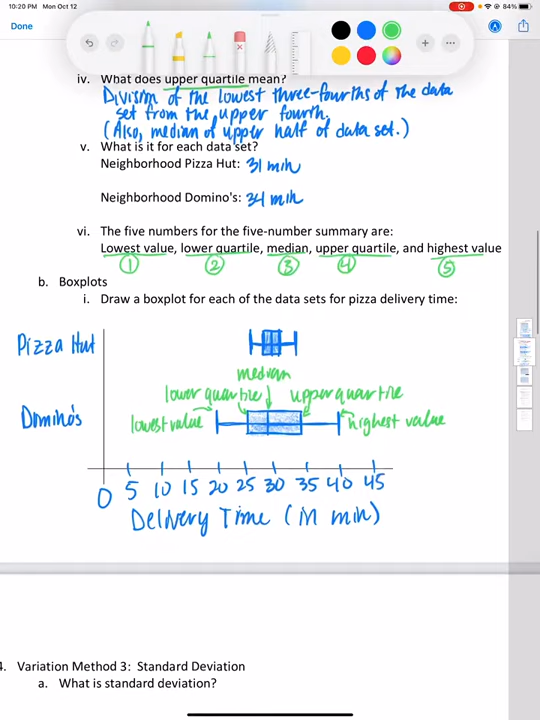 10:20 PM Mon Oct 12
84%
Done
iv. What does upper quartile mean?
Division of the lowest three-fourths of the data
set from the upper fourth.
(Also, median of upper half of data set.)
v. What is it for each data set?
Neighborhood Pizza Hut: 31 min
Neighborhood Domino's: 34 min
vi. The five numbers for the five-number summary are:
Lowest value, lower quartile, median, upper quartile, and highest value
1 2 3 4 5
b. Boxplots
i. Draw a boxplot for each of the data sets for pizza delivery time:
Pizza Hut
median
lower quartile upper quartile
Domino's lowest value highest value
0 5 10 15 20 25 30 35 40 45
Delivery Time (in min)
4. Variation Method 3: Standard Deviation
a. What is standard deviation?